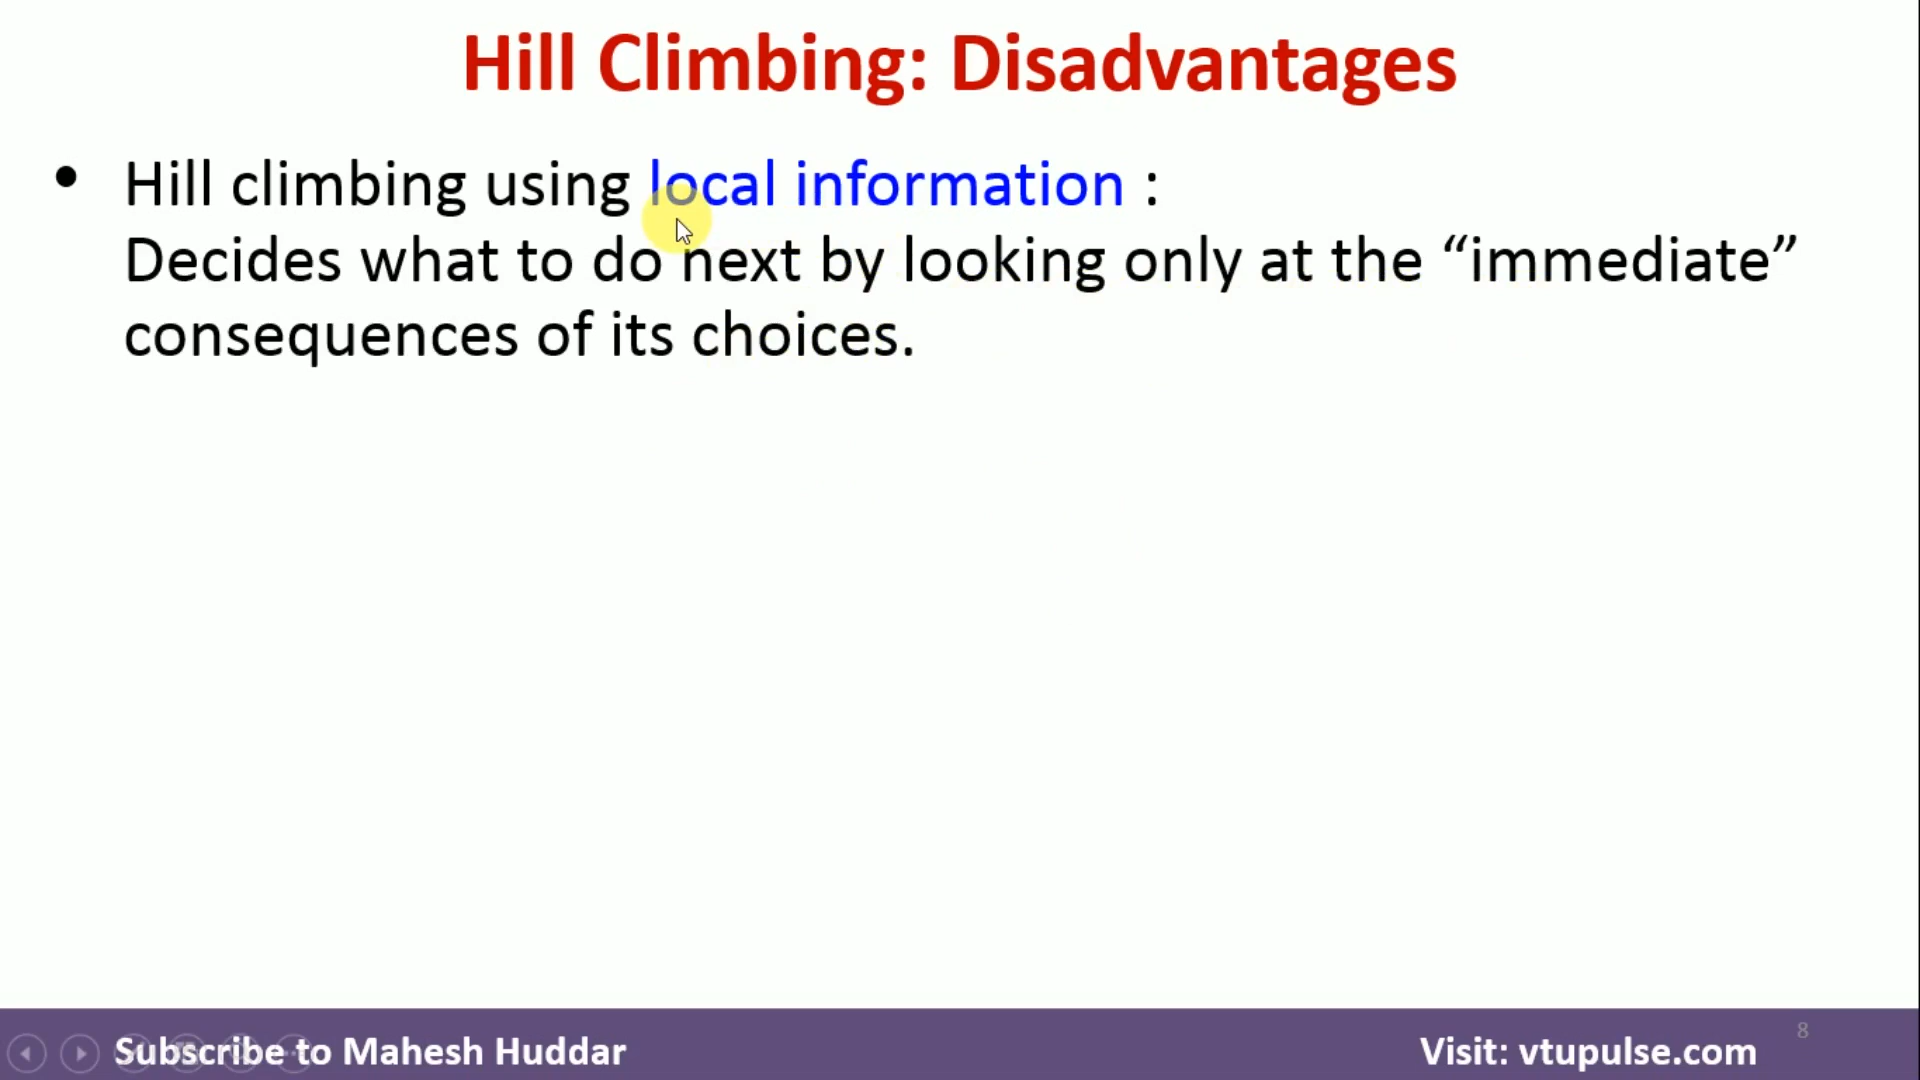 Hill Climbing: Disadvantages
• Hill climbing using local information :
Decides what to do next by looking only at the “immediate”
consequences of its choices.
8
Subscribe to Mahesh Huddar
Visit: vtupulse.com